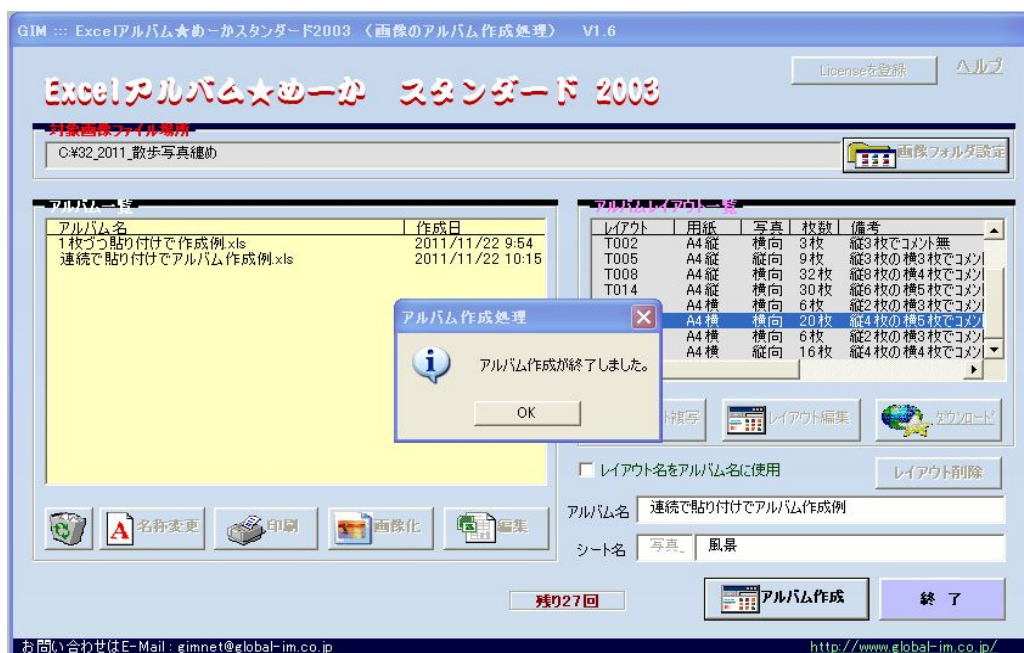 GIM ::: Excelアルバム★めーかスタンダード2003 （画像のアルバム作成処理） V1.6
Licenseを登録 ヘルプ
Excelアルバム★めーか スタンダード 2003
対象画像ファイル場所
C:¥32_2011_散歩写真纏め
画像フォルダ設定
アルバム一覧
アルバム名 作成日
1枚づつ貼り付けで作成例.xls 2011/11/22 9:54
連続で貼り付けでアルバム作成例.xls 2011/11/22 10:15
アルバムレイアウト一覧
レイアウト 用紙 写真 枚数 備考
T002 A4縦 横向 3枚 縦3枚でコメント無
T005 A4縦 縦向 9枚 縦3枚の横3枚でコメン
T008 A4縦 横向 32枚 縦8枚の横4枚でコメン
T014 A4縦 横向 30枚 縦6枚の横5枚でコメン
A4横 横向 6枚 縦2枚の横3枚でコメン
A4横 横向 20枚 縦4枚の横5枚でコメン
A4横 横向 6枚 縦2枚の横3枚でコメン
A4横 縦向 16枚 縦4枚の横4枚でコメン
アルバム作成処理
アルバム作成が終了しました。
OK
複写 レイアウト編集 ダウンロード
レイアウト名をアルバム名に使用
レイアウト削除
アルバム名 連続で貼り付けでアルバム作成例
シート名 写真_ 風景
名称変更 印刷 画像化 編集
残り27回
アルバム作成
終 了
お問い合わせはE-Mail : gimnet@global-im.co.jp
http://www.global-im.co.jp/